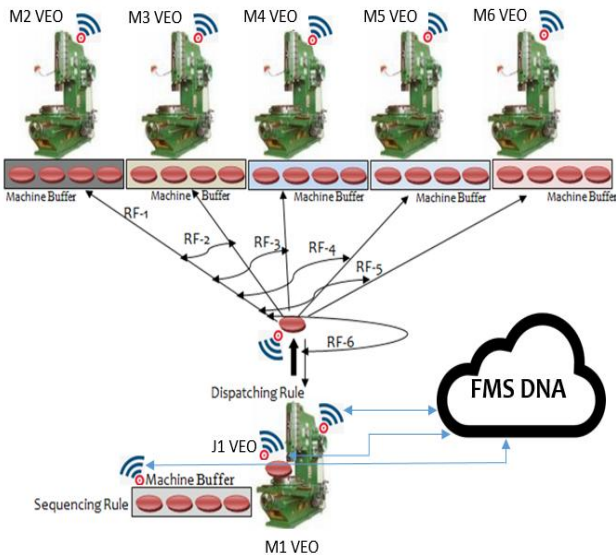 M2 VEO M3 VEO M4 VEO M5 VEO M6 VEO
Machine Buffer Machine Buffer Machine Buffer Machine Buffer Machine Buffer
RF-1
RF-2
RF-3
RF-4
RF-5
RF-6
Dispatching Rule
FMS DNA
J1 VEO
Machine Buffer
Sequencing Rule
M1 VEO